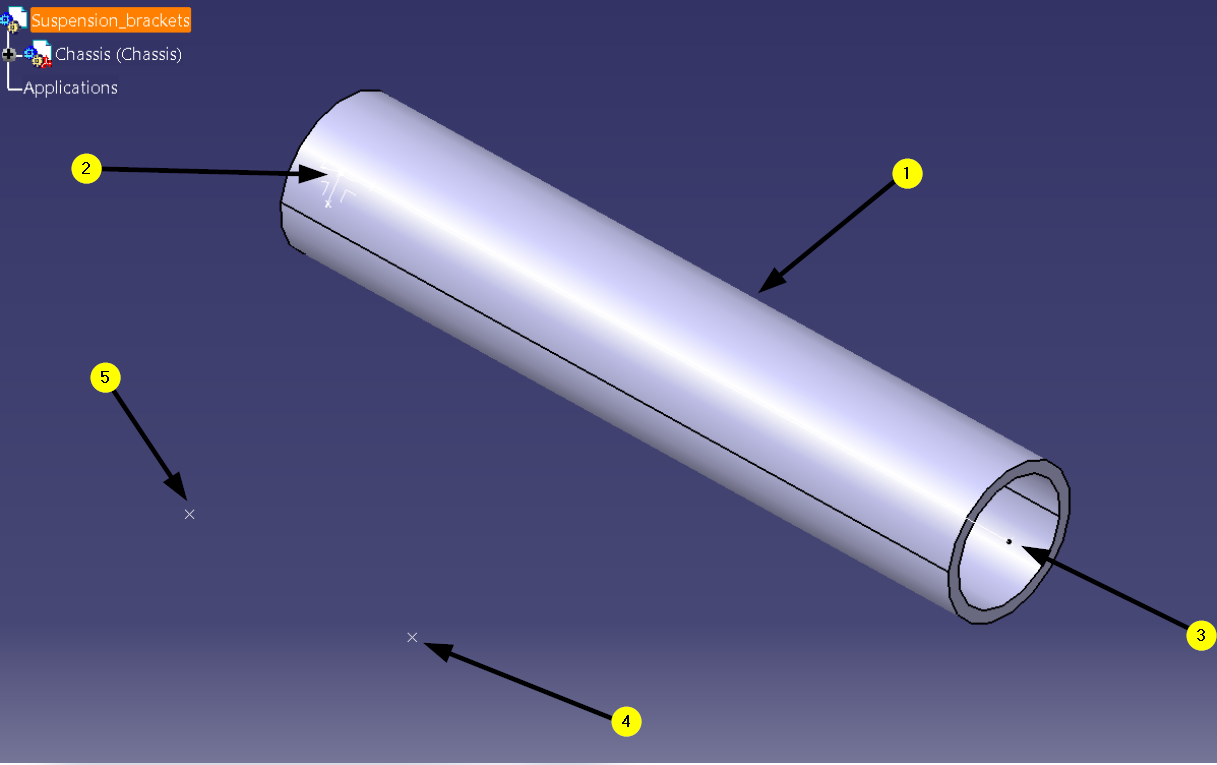 Suspension_brackets
Chassis (Chassis)
Applications
2
1
5
3
4